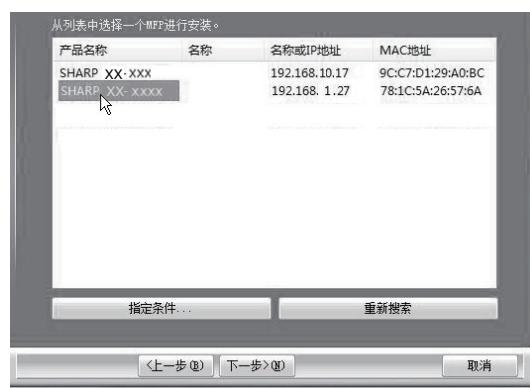 从列表中选择一个MFP进行安装。
产品名称 名称 名称或IP地址 MAC地址
SHARP XX-XXX 192.168.10.17 9C:C7:D1:29:A0:BC
SHARP XX-XXXX 192.168. 1.27 78:1C:5A:26:57:6A
指定条件... 重新搜索
<上一步(B) 下一步>(N) 取消